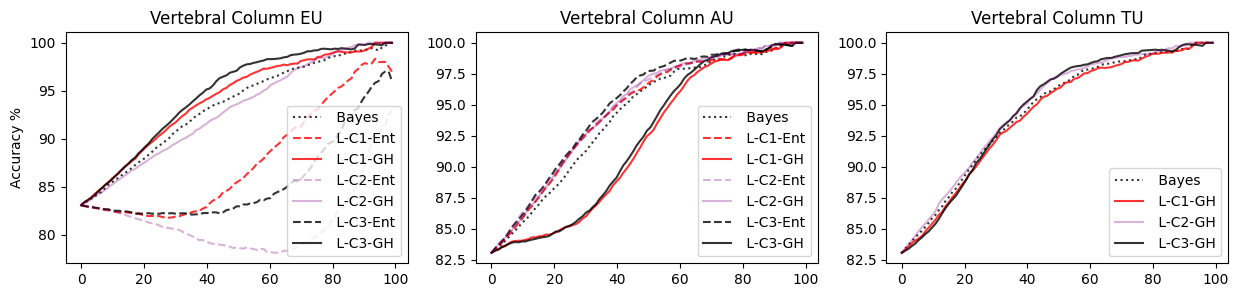 Vertebral Column EU
Accuracy %
100
95
90
85
80
0
20
40
60
80
100
Bayes
L-C1-Ent
L-C1-GH
L-C2-Ent
L-C2-GH
L-C3-Ent
L-C3-GH
Vertebral Column AU
100.0
97.5
95.0
92.5
90.0
87.5
85.0
82.5
0
20
40
60
80
100
Bayes
L-C1-Ent
L-C1-GH
L-C2-Ent
L-C2-GH
L-C3-Ent
L-C3-GH
Vertebral Column TU
100.0
97.5
95.0
92.5
90.0
87.5
85.0
82.5
0
20
40
60
80
100
Bayes
L-C1-GH
L-C2-GH
L-C3-GH